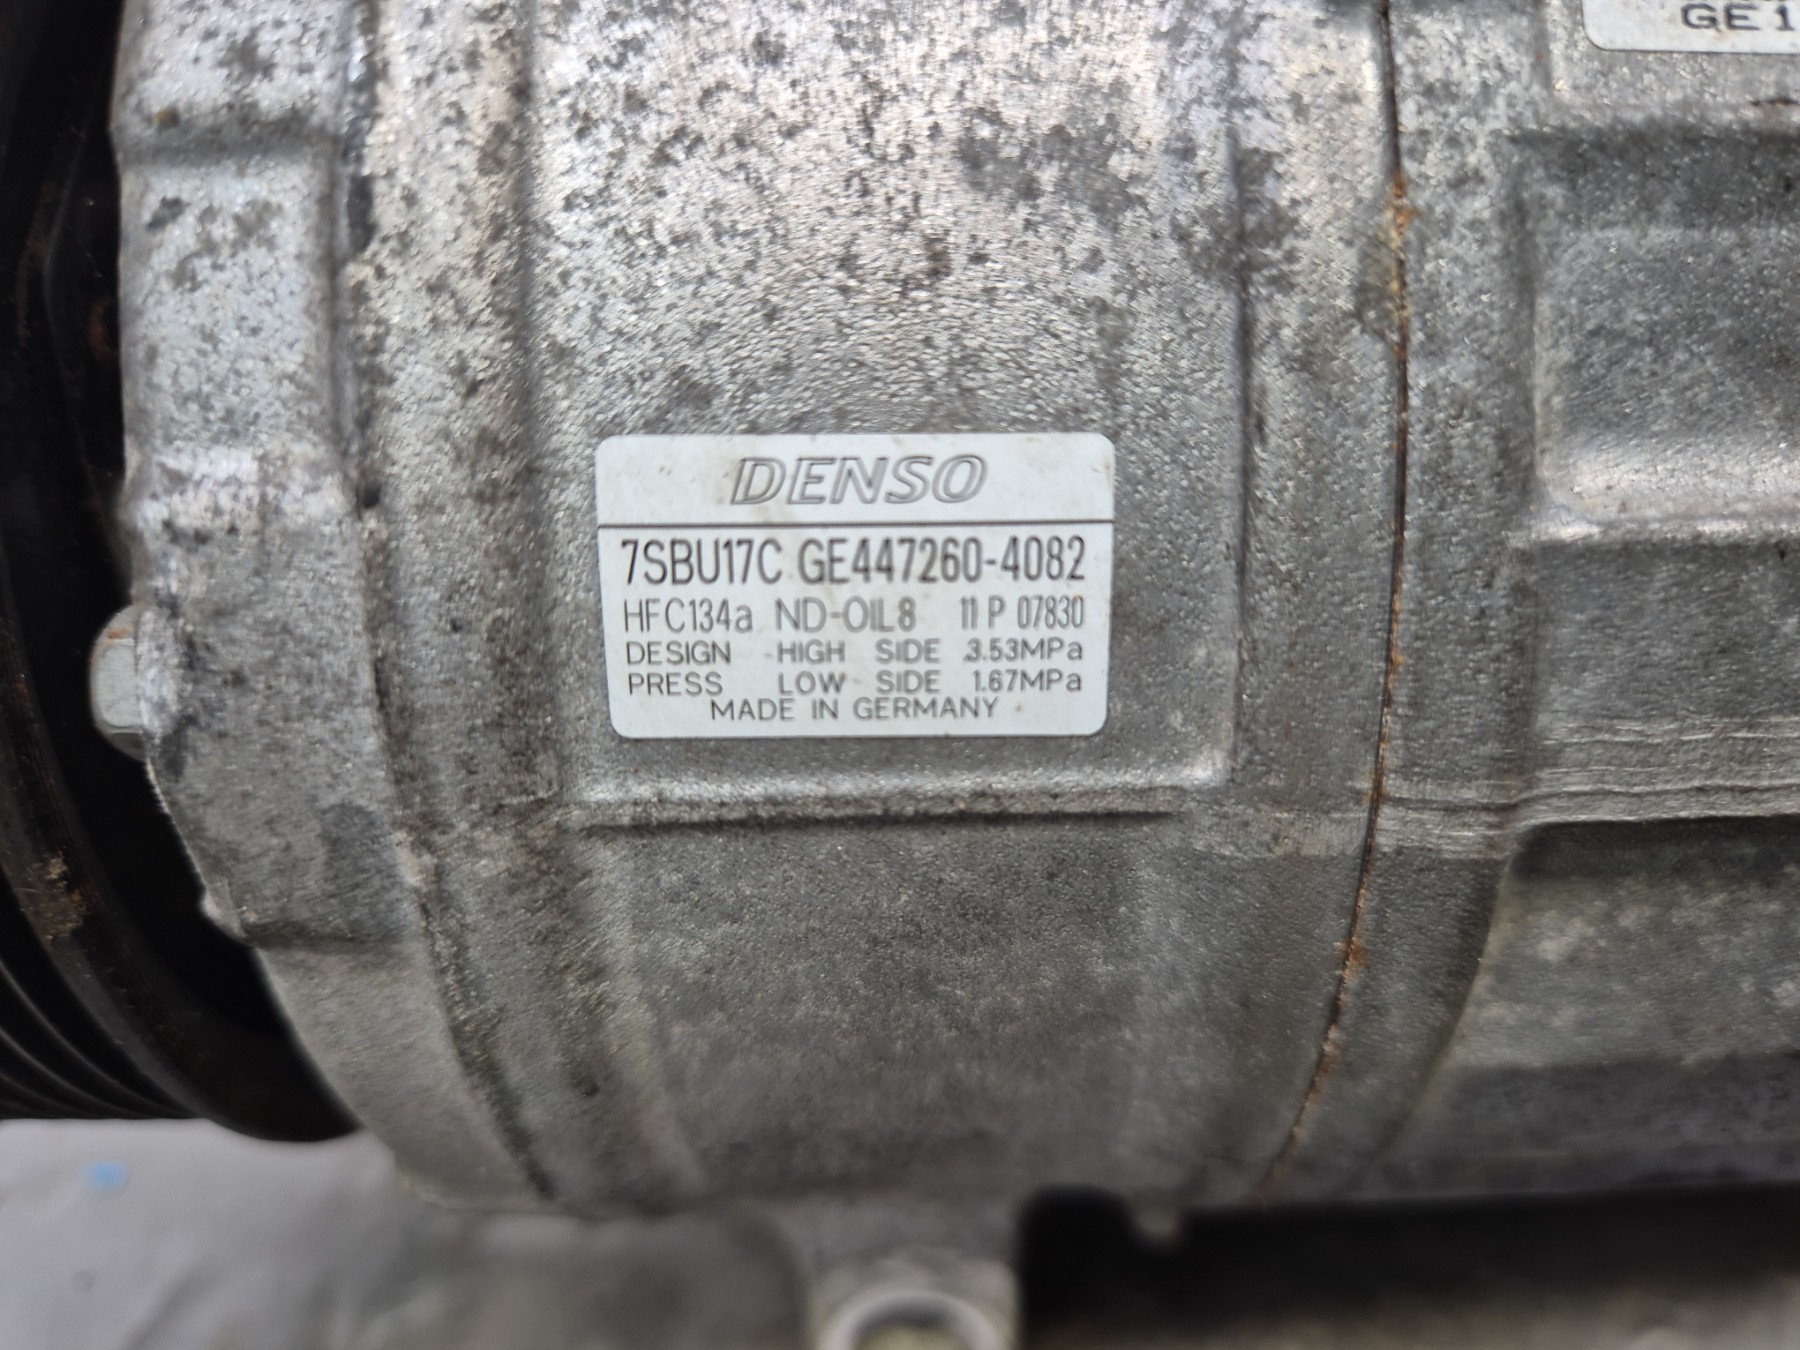 GE1
DENSO
7SBU17C GE447260-4082
HFC134a ND-OIL8 11 P 07830
DESIGN HIGH SIDE 3.53MPa
PRESS LOW SIDE 1.67MPa
MADE IN GERMANY